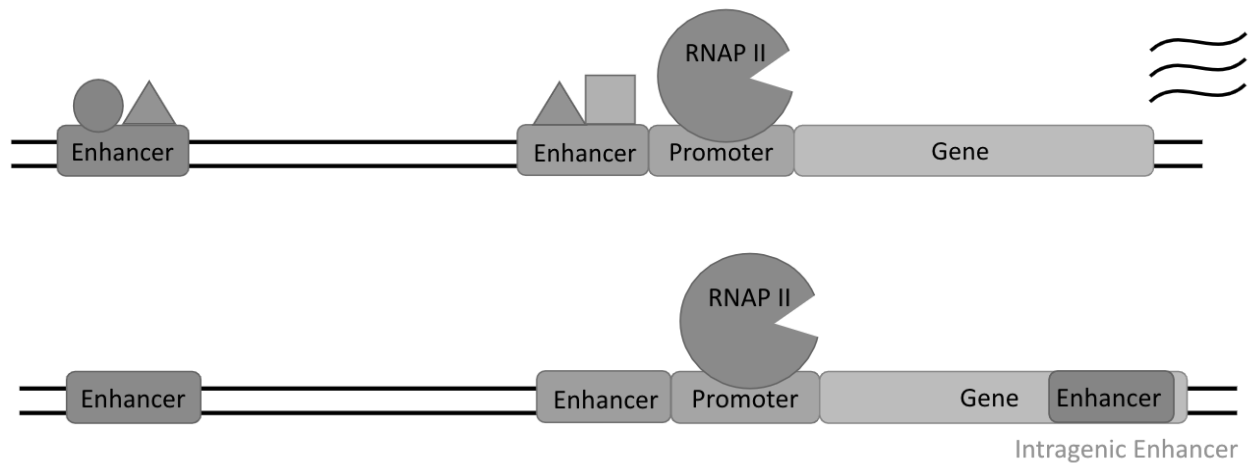 RNAP II
Enhancer
Enhancer
Promoter
Gene
RNAP II
Enhancer
Enhancer
Promoter
Gene
Enhancer
Intragenic Enhancer